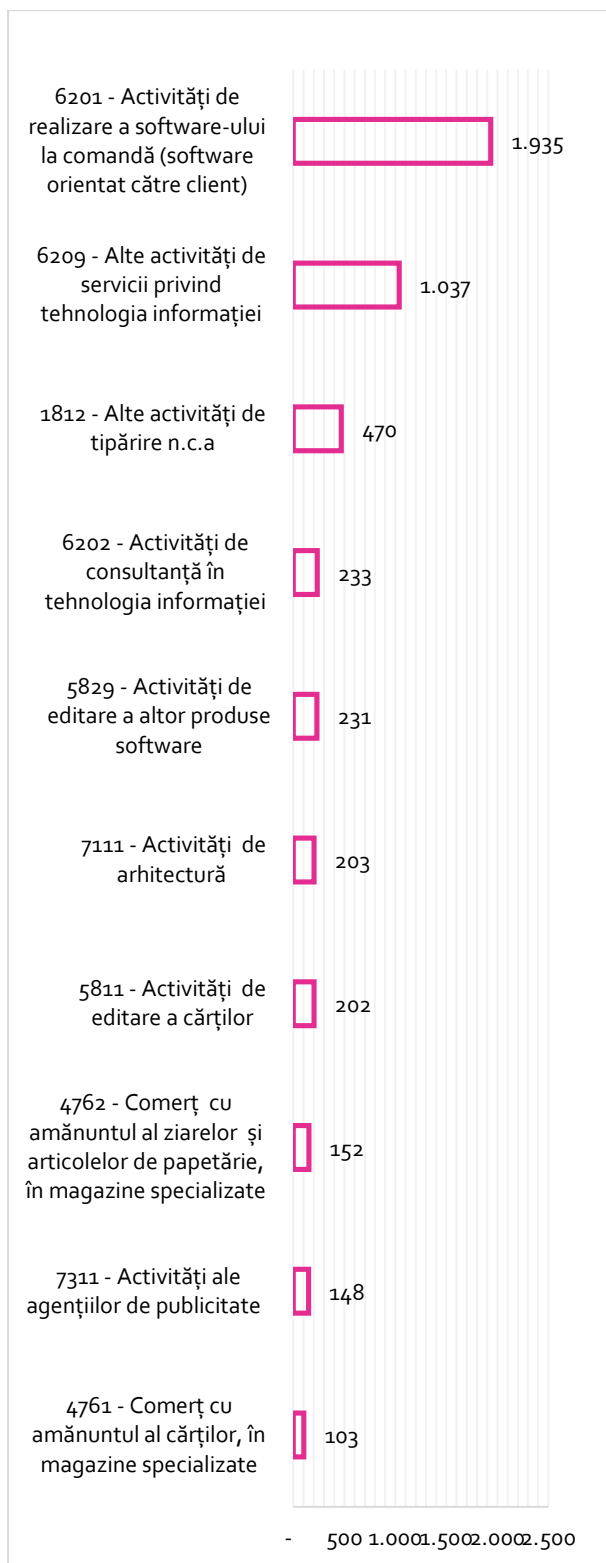 6201 - Activități de
realizare a software-ului
la comandă (software
orientat către client)
1.935
6209 - Alte activități de
servicii privind
tehnologia informației
1.037
1812 - Alte activități de
tipărire n.c.a
470
6202 - Activități de
consultanță în
tehnologia informației
233
5829 - Activități de
editare a altor produse
software
231
7111 - Activități de
arhitectură
203
5811 - Activități de
editare a cărților
202
4762 - Comerț cu
amănuntul al ziarelor și
articolelor de papetărie,
în magazine specializate
152
7311 - Activități ale
agențiilor de publicitate
148
4761 - Comerț cu
amănuntul al cărților, în
magazine specializate
103
- 500 1.000 1.500 2.000 2.500